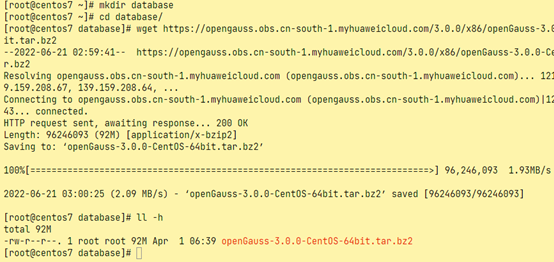 [root@centos7 ~]# mkdir database
[root@centos7 ~]# cd database/
[root@centos7 database]# wget https://opengauss.obs.cn-south-1.myhuaweicloud.com/3.0.0/x86/openGauss-3.0.0
it.tar.bz2
--2022-06-21 02:59:41--  https://opengauss.obs.cn-south-1.myhuaweicloud.com/3.0.0/x86/openGauss-3.0.0-Ce
r.bz2
Resolving opengauss.obs.cn-south-1.myhuaweicloud.com (opengauss.obs.cn-south-1.myhuaweicloud.com)... 121
9.159.208.67, 139.159.208.64, ...
Connecting to opengauss.obs.cn-south-1.myhuaweicloud.com (opengauss.obs.cn-south-1.myhuaweicloud.com)|12
43... connected.
HTTP request sent, awaiting response... 200 OK
Length: 96246093 (92M) [application/x-bzip2]
Saving to: ‘openGauss-3.0.0-CentOS-64bit.tar.bz2’
100%[==========================================================================>] 96,246,093  1.93MB/s
2022-06-21 03:00:25 (2.09 MB/s) - ‘openGauss-3.0.0-CentOS-64bit.tar.bz2’ saved [96246093/96246093]
[root@centos7 database]# ll -h
total 92M
-rw-r--r--. 1 root root 92M Apr  1 06:39 openGauss-3.0.0-CentOS-64bit.tar.bz2
[root@centos7 database]#